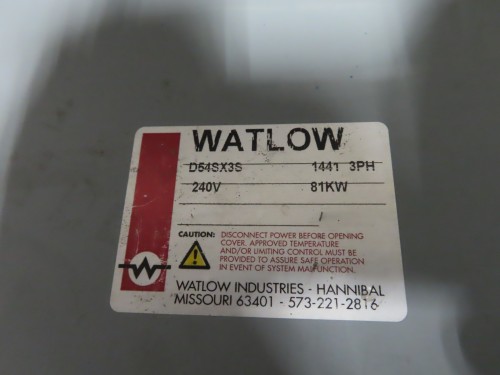 WATLOW
D54SX3S 1441 3PH
240V 81KW
CAUTION: DISCONNECT POWER BEFORE OPENING
COVER. APPROVED TEMPERATURE
AND/OR LIMITING CONTROL MUST BE
PROVIDED TO ASSURE SAFE OPERATION
IN EVENT OF SYSTEM MALFUNCTION.
WATLOW INDUSTRIES - HANNIBAL
MISSOURI 63401 - 573-221-2816